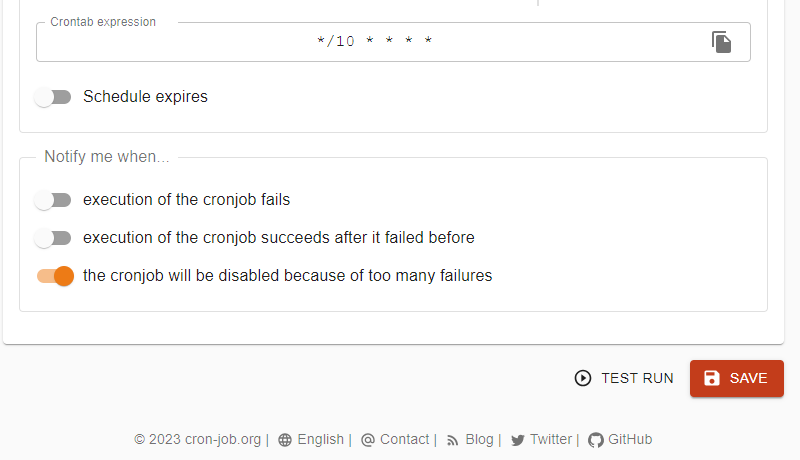 Crontab expression
*/10 * * * *
Schedule expires
Notify me when...
execution of the cronjob fails
execution of the cronjob succeeds after it failed before
the cronjob will be disabled because of too many failures
TEST RUN SAVE
© 2023 cron-job.org | English | Contact | Blog | Twitter | GitHub